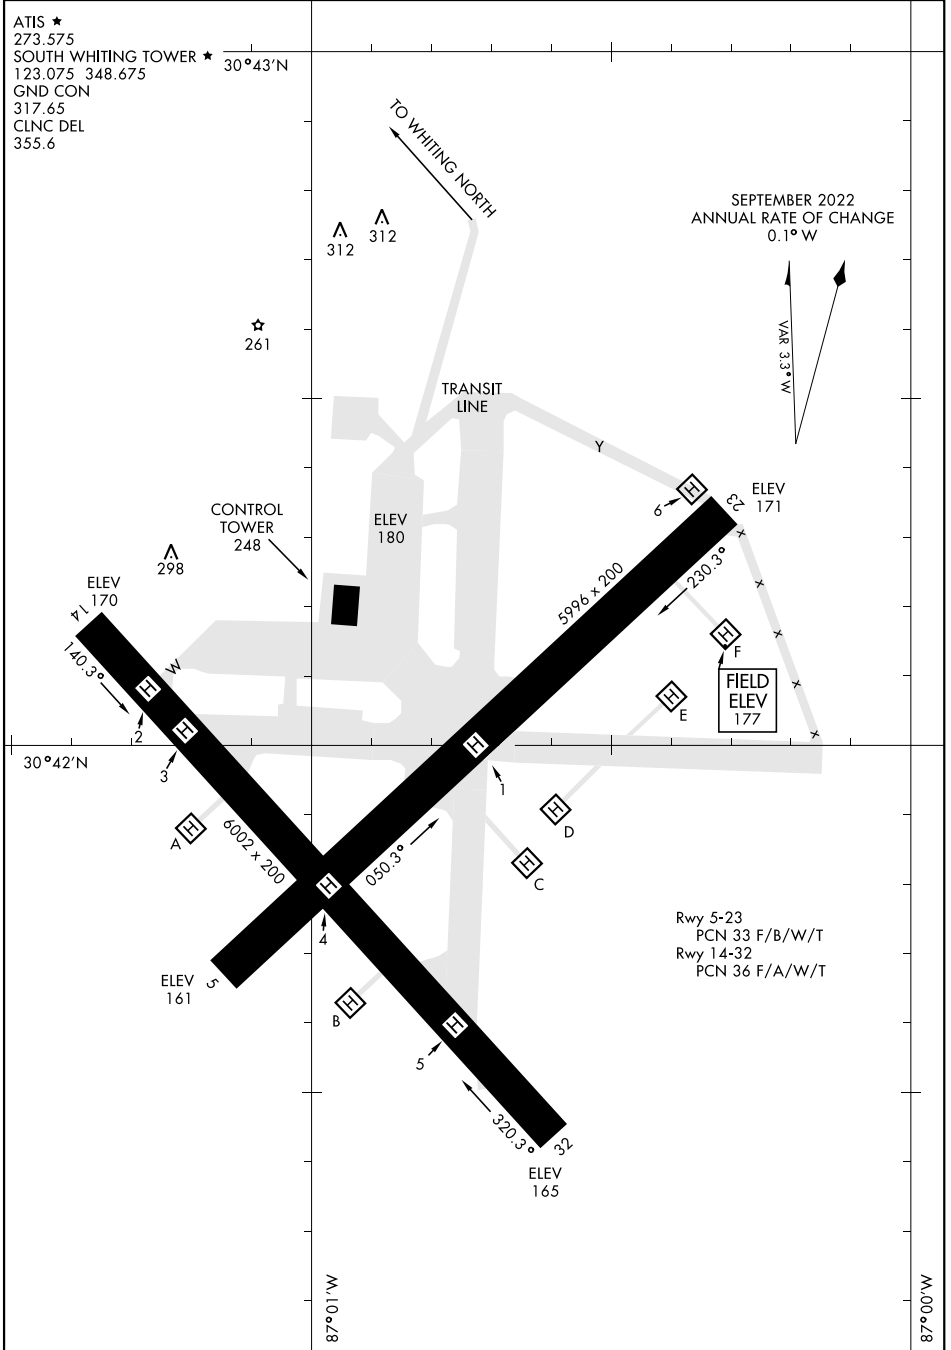 ATIS ★
273.575
SOUTH WHITING TOWER ★
123.075 348.675
GND CON
317.65
CLNC DEL
355.6
30°43'N
TO WHITING NORTH
SEPTEMBER 2022
ANNUAL RATE OF CHANGE
0.1° W
VAR 3.3° W
312
312
261
TRANSIT
LINE
Y
CONTROL
TOWER
248
ELEV
180
H
6
23
ELEV
171
298
ELEV
170
14
140.3°
W
5996 x 200
230.3°
H
F
FIELD
ELEV
177
H
E
H
2
H
3
H
1
30°42'N
H
A
6002 x 200
050.3°
H
D
H
C
H
4
Rwy 5-23
PCN 33 F/B/W/T
Rwy 14-32
PCN 36 F/A/W/T
ELEV
161
5
H
B
H
5
320.3°
32
ELEV
165
87°01'W
87°00'W